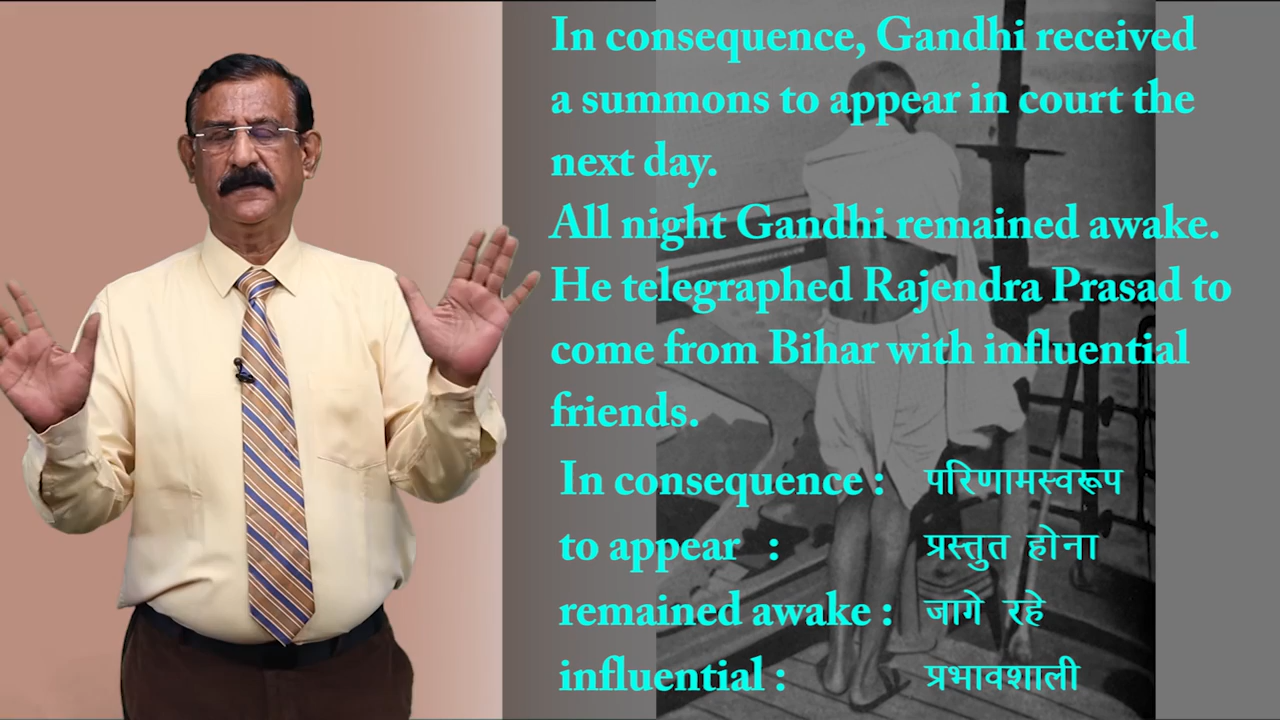 In consequence, Gandhi received
a summons to appear in court the
next day.
All night Gandhi remained awake.
He telegraphed Rajendra Prasad to
come from Bihar with influential
friends.
In consequence : परिणामस्वरूप
to appear : प्रस्तुत होना
remained awake : जागे रहे
influential : प्रभावशाली